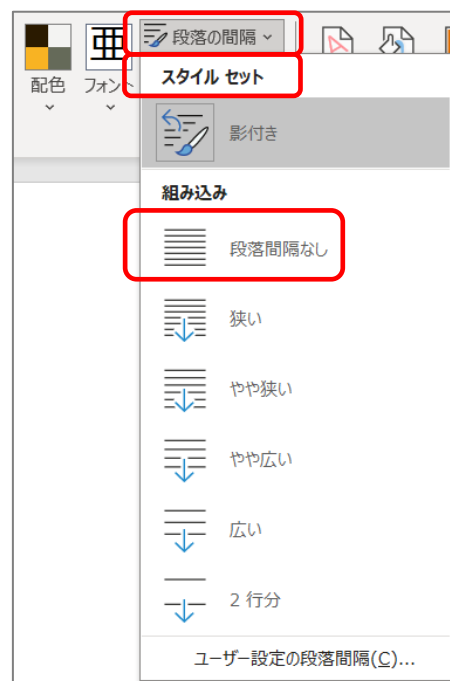 段落の間隔
配色
フォント
亜
スタイル セット
影付き
組み込み
段落間隔なし
狭い
やや狭い
やや広い
広い
2 行分
ユーザー設定の段落間隔(C)...